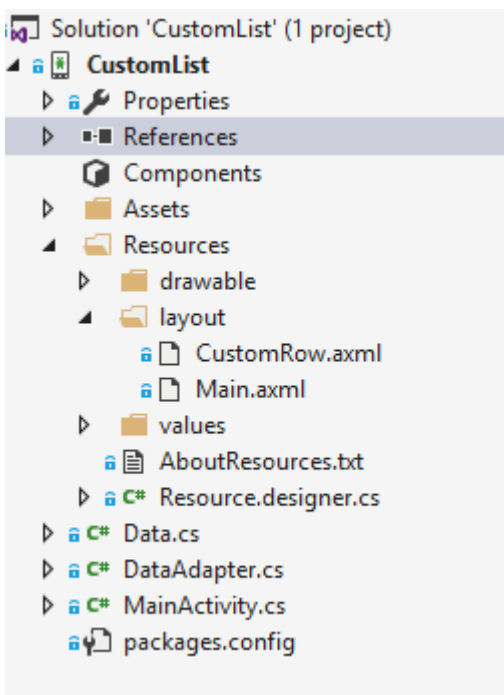 Solution 'CustomList' (1 project)
CustomList
Properties
References
Components
Assets
Resources
drawable
layout
CustomRow.axml
Main.axml
values
AboutResources.txt
C# Resource.designer.cs
C# Data.cs
C# DataAdapter.cs
C# MainActivity.cs
packages.config